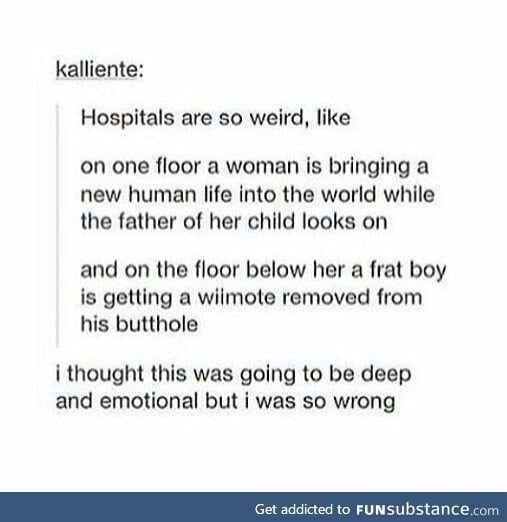 kalliente:
Hospitals are so weird, like
on one floor a woman is bringing a
new human life into the world while
the father of her child looks on
and on the floor below her a frat boy
is getting a wiimote removed from
his butthole
i thought this was going to be deep
and emotional but i was so wrong
Get addicted to FUNSubstance.com